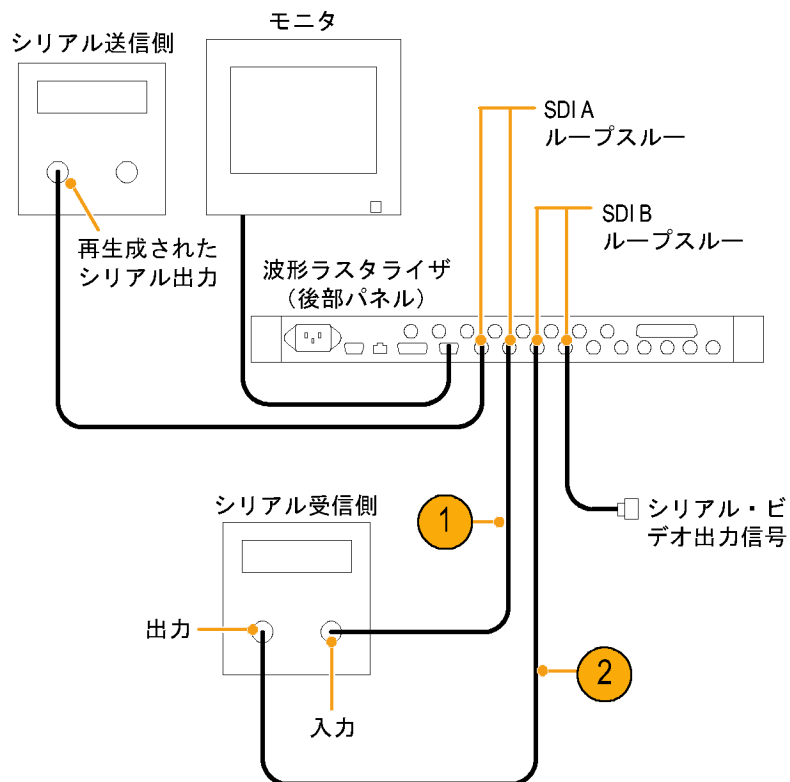 モニタ
シリアル送信側
SDI A
ループスルー
SDI B
ループスルー
再生成された
シリアル出力
波形ラスタライザ
（後部パネル）
シリアル受信側
1
シリアル・ビ
デオ出力信号
出力
2
入力